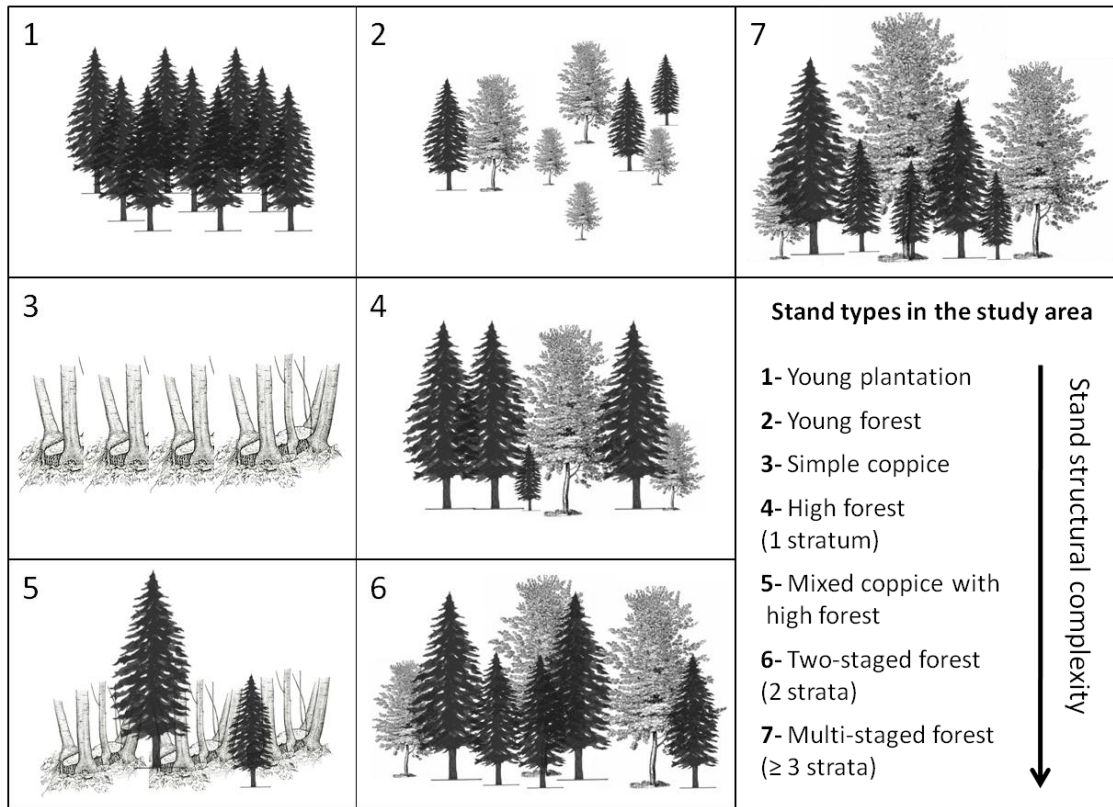 1
2
7
3
4
5
6
Stand types in the study area
1- Young plantation
2- Young forest
3- Simple coppice
4- High forest
(1 stratum)
5- Mixed coppice with
high forest
6- Two-staged forest
(2 strata)
7- Multi-staged forest
(≥ 3 strata)
Stand structural complexity